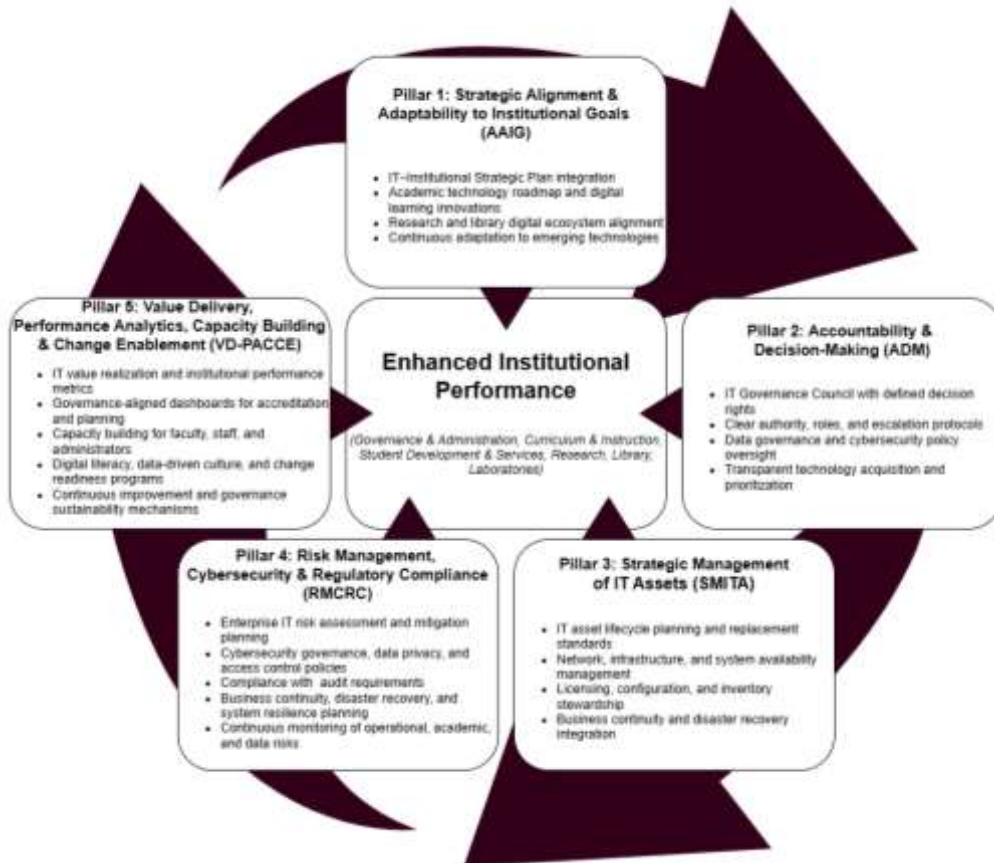 Pillar 1: Strategic Alignment &
Adaptability to Institutional Goals
(AAIG)
• IT–Institutional Strategic Plan integration
• Academic technology roadmap and digital
learning innovations
• Research and library digital ecosystem alignment
• Continuous adaptation to emerging technologies
Pillar 5: Value Delivery,
Performance Analytics, Capacity Building
& Change Enablement (VD-PACCE)
• IT value realization and institutional performance
metrics
• Governance-aligned dashboards for accreditation
and planning
• Capacity building for faculty, staff, and
administrators
• Digital literacy, data-driven culture, and change
readiness programs
• Continuous improvement and governance
sustainability mechanisms
Enhanced Institutional
Performance
(Governance & Administration, Curriculum & Instruction,
Student Development & Services, Research, Library,
Laboratories)
Pillar 2: Accountability &
Decision-Making (ADM)
• IT Governance Council with defined decision
rights
• Clear authority, roles, and escalation protocols
• Data governance and cybersecurity policy
oversight
• Transparent technology acquisition and
prioritization
Pillar 4: Risk Management,
Cybersecurity & Regulatory Compliance
(RMCRC)
• Enterprise IT risk assessment and mitigation
planning
• Cybersecurity governance, data privacy, and
access control policies
• Compliance with audit requirements
• Business continuity, disaster recovery, and
system resilience planning
• Continuous monitoring of operational, academic,
and data risks
Pillar 3: Strategic Management
of IT Assets (SMITA)
• IT asset lifecycle planning and replacement
standards
• Network, infrastructure, and system availability
management
• Licensing, configuration, and inventory
stewardship
• Business continuity and disaster recovery
integration